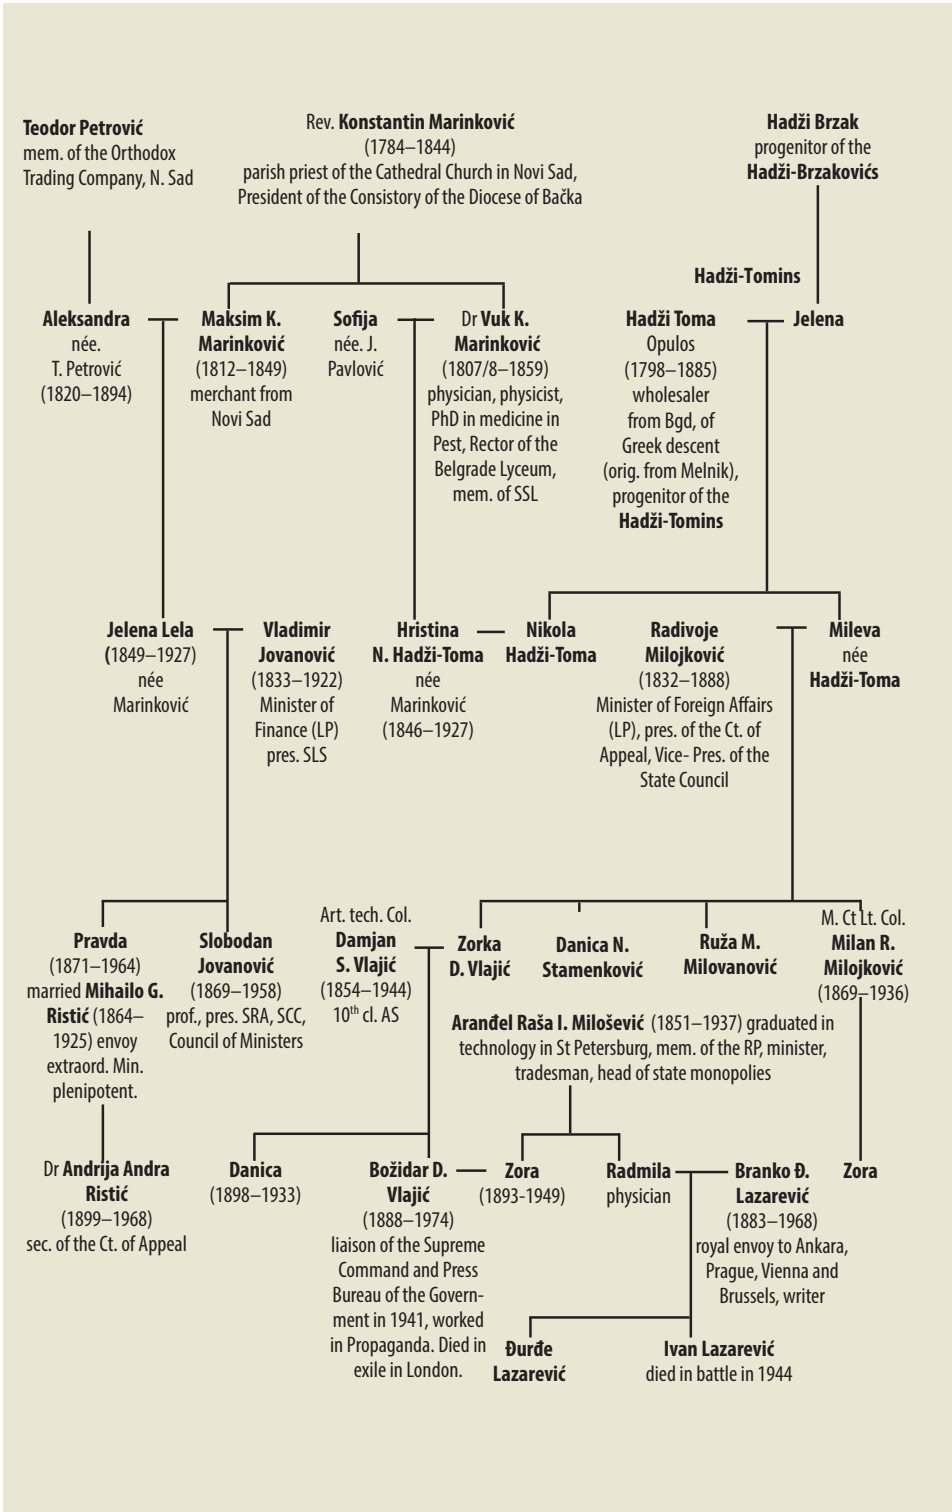 Teodor Petrović
mem. of the Orthodox
Trading Company, N. Sad
Rev. Konstantin Marinković
(1784–1844)
parish priest of the Cathedral Church in Novi Sad,
President of the Consistory of the Diocese of Bačka
Hadži Brzak
progenitor of the
Hadži-Brzakovićs
Hadži-Tomins
Aleksandra
née.
T. Petrović
(1820–1894)
Maksim K.
Marinković
(1812–1849)
merchant from
Novi Sad
Sofija
née. J.
Pavlović
Dr Vuk K.
Marinković
(1807/8–1859)
physician, physicist,
PhD in medicine in
Pest, Rector of the
Belgrade Lyceum,
mem. of SSL
Hadži Toma
Opulos
(1798–1885)
wholesaler
from Bgd, of
Greek descent
(orig. from Melnik),
progenitor of the
Hadži-Tomins
Jelena
Jelena Lela
(1849–1927)
née
Marinković
Vladimir
Jovanović
(1833–1922)
Minister of
Finance (LP)
pres. SLS
Hristina
N. Hadži-Toma
née
Marinković
(1846–1927)
Nikola
Hadži-Toma
Radivoje
Milojković
(1832–1888)
Minister of Foreign Affairs
(LP), pres. of the Ct. of
Appeal, Vice- Pres. of the
State Council
Mileva
née
Hadži-Toma
Pravda
(1871–1964)
married Mihailo G.
Ristić (1864–
1925) envoy
extraord. Min.
plenipotent.
Slobodan
Jovanović
(1869–1958)
prof., pres. SRA, SCC,
Council of Ministers
Art. tech. Col.
Damjan
S. Vlajić
(1854–1944)
10th cl. AS
Zorka
D. Vlajić
Danica N.
Stamenković
Ruža M.
Milovanović
M. Ct Lt. Col.
Milan R.
Milojković
(1869–1936)
Aranđel Raša I. Milošević (1851–1937) graduated in
technology in St Petersburg, mem. of the RP, minister,
tradesman, head of state monopolies
Dr Andrija Andra
Ristić
(1899–1968)
sec. of the Ct. of Appeal
Danica
(1898–1933)
Božidar D.
Vlajić
(1888–1974)
liaison of the Supreme
Command and Press
Bureau of the Govern-
ment in 1941, worked
in Propaganda. Died in
exile in London.
Zora
(1893-1949)
Radmila
physician
Branko Đ.
Lazarević
(1883–1968)
royal envoy to Ankara,
Prague, Vienna and
Brussels, writer
Zora
Đurđe
Lazarević
Ivan Lazarević
died in battle in 1944